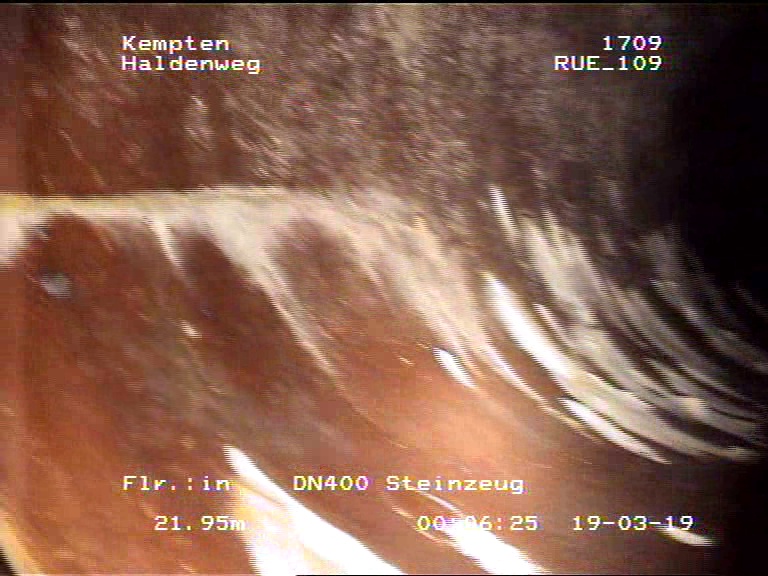 Kempten 1709
Haldenweg RUE_109
Flr.:in DN400 Steinzeug
21.95m 00:06:25 19-03-19